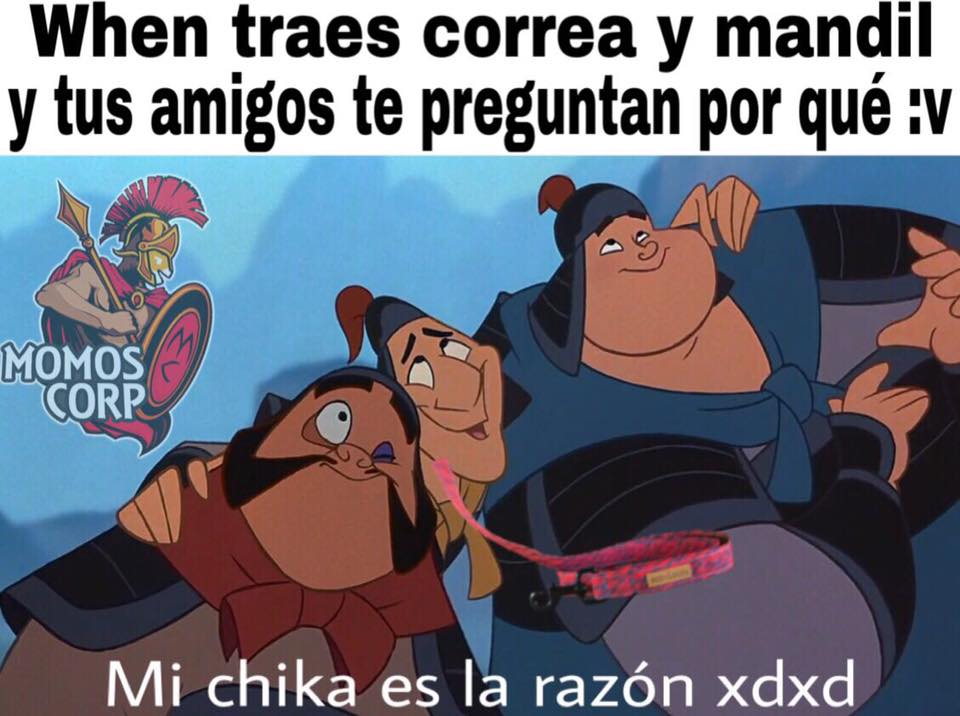 When traes correa y mandil
y tus amigos te preguntan por qué :v
MOMOS
CORP
Mi chika es la razón xdxd